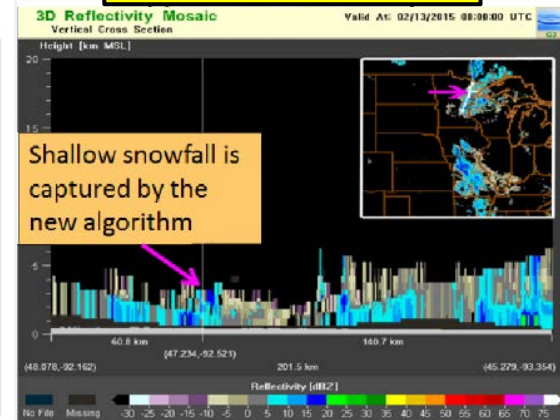 3D Reflectivity Mosaic
Vertical Cross Section
Valid At: 02/13/2015 00:00:00 UTC
Height [km MSL]
20
15
Shallow snowfall is
captured by the
new algorithm
5
0
60.8 km
140.7 km
(47.234,-92.521)
(48.078,-92.162)
201.5 km
(45.279,-93.354)
Reflectivity [dBZ]
No File Missing -30 -25 -20 -15 -10 -5 0 5 10 15 20 25 30 35 40 45 50 55 60 65 70 75